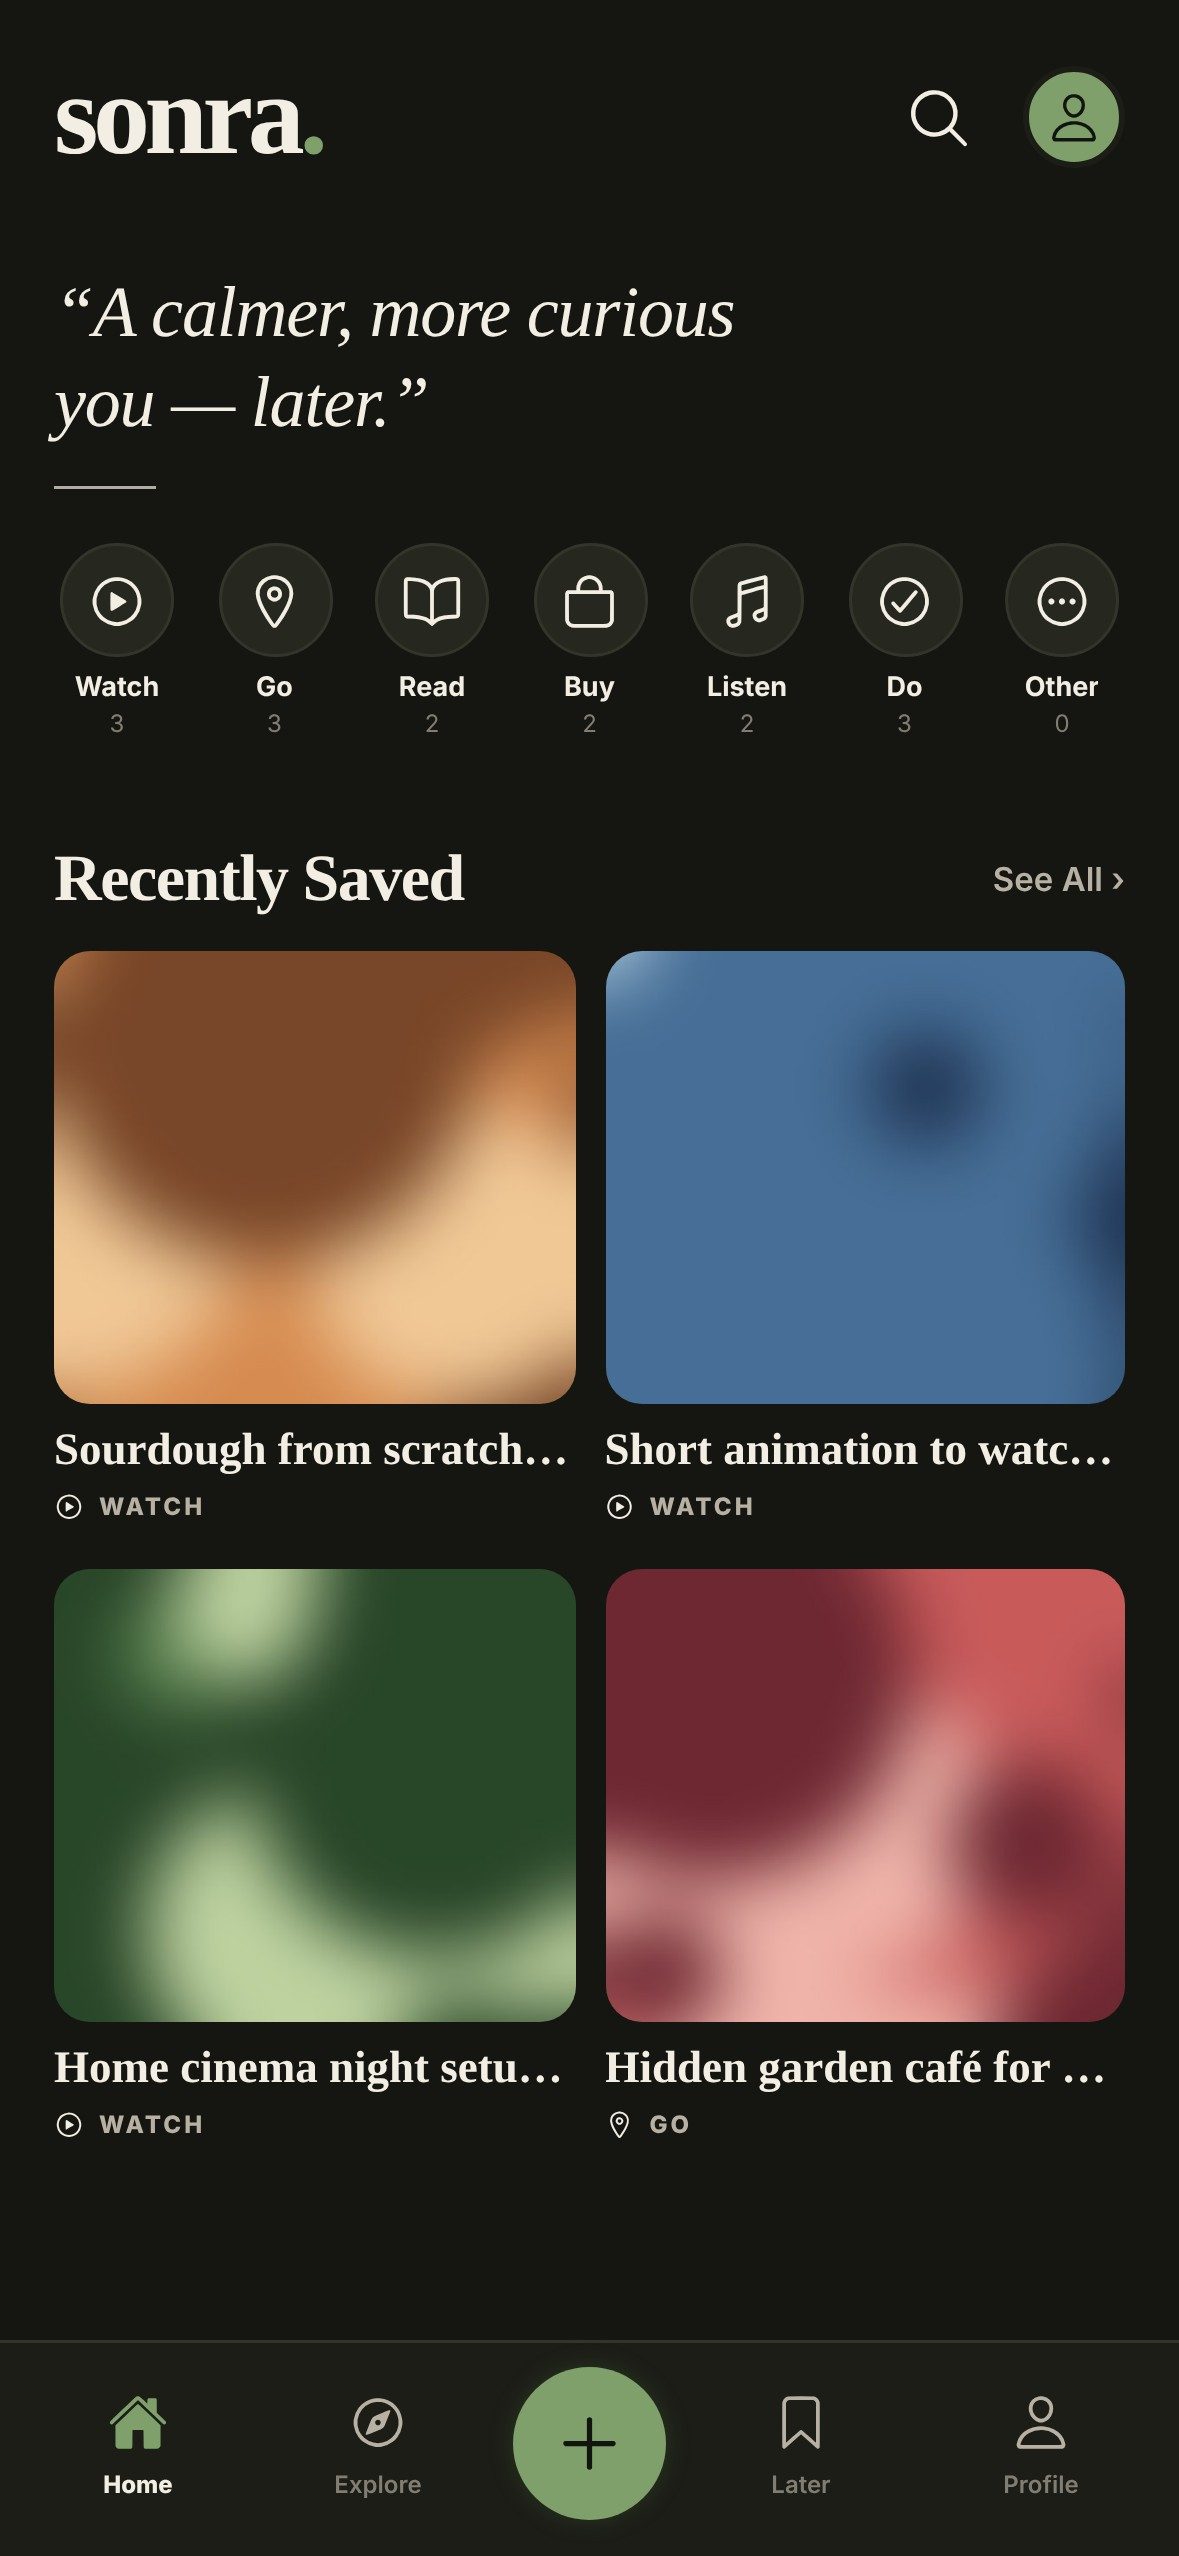 sonra.
“A calmer, more curious
you — later.”
Watch Go Read Buy Listen Do Other
3 3 2 2 2 3 0
Recently Saved See All ›
Sourdough from scratch… Short animation to watc…
WATCH WATCH
Home cinema night setu… Hidden garden café for …
WATCH GO
Home Explore Later Profile